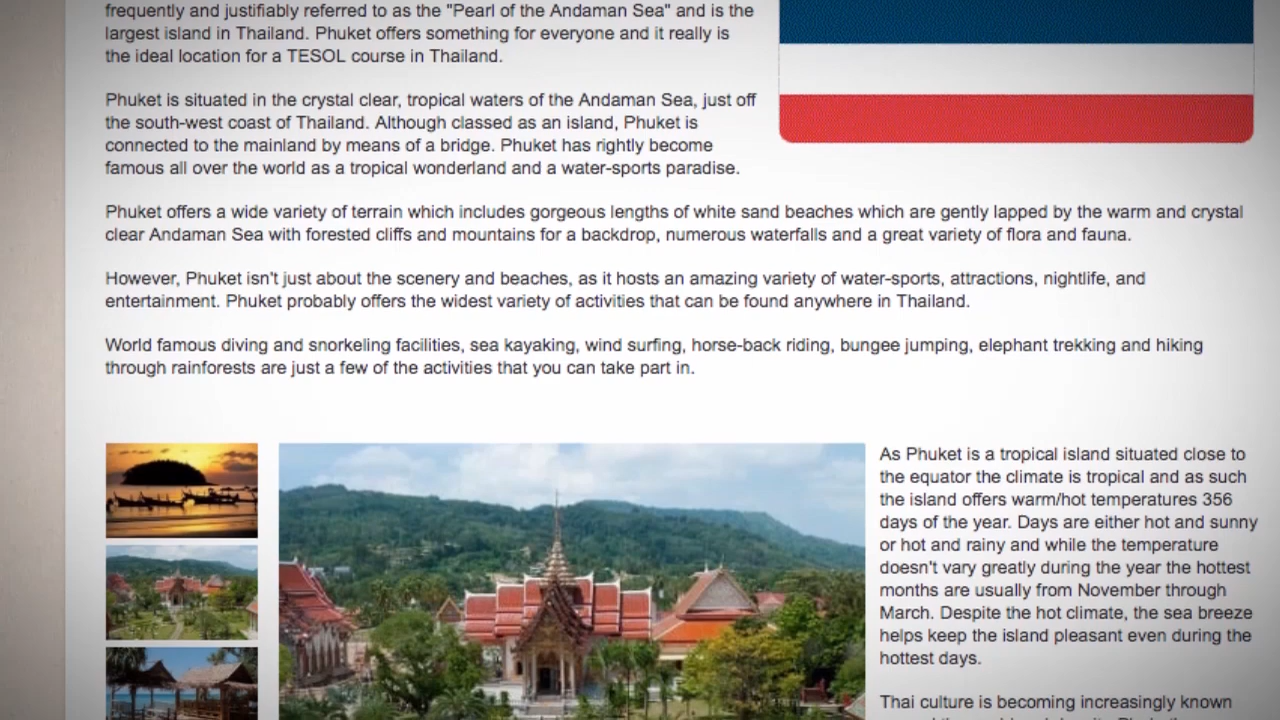 frequently and justifiably referred to as the "Pearl of the Andaman Sea" and is the
largest island in Thailand. Phuket offers something for everyone and it really is
the ideal location for a TESOL course in Thailand.
Phuket is situated in the crystal clear, tropical waters of the Andaman Sea, just off
the south-west coast of Thailand. Although classed as an island, Phuket is
connected to the mainland by means of a bridge. Phuket has rightly become
famous all over the world as a tropical wonderland and a water-sports paradise.
Phuket offers a wide variety of terrain which includes gorgeous lengths of white sand beaches which are gently lapped by the warm and crystal
clear Andaman Sea with forested cliffs and mountains for a backdrop, numerous waterfalls and a great variety of flora and fauna.
However, Phuket isn't just about the scenery and beaches, as it hosts an amazing variety of water-sports, attractions, nightlife, and
entertainment. Phuket probably offers the widest variety of activities that can be found anywhere in Thailand.
World famous diving and snorkeling facilities, sea kayaking, wind surfing, horse-back riding, bungee jumping, elephant trekking and hiking
through rainforests are just a few of the activities that you can take part in.
As Phuket is a tropical island situated close to
the equator the climate is tropical and as such
the island offers warm/hot temperatures 356
days of the year. Days are either hot and sunny
or hot and rainy and while the temperature
doesn't vary greatly during the year the hottest
months are usually from November through
March. Despite the hot climate, the sea breeze
helps keep the island pleasant even during the
hottest days.
Thai culture is becoming increasingly known